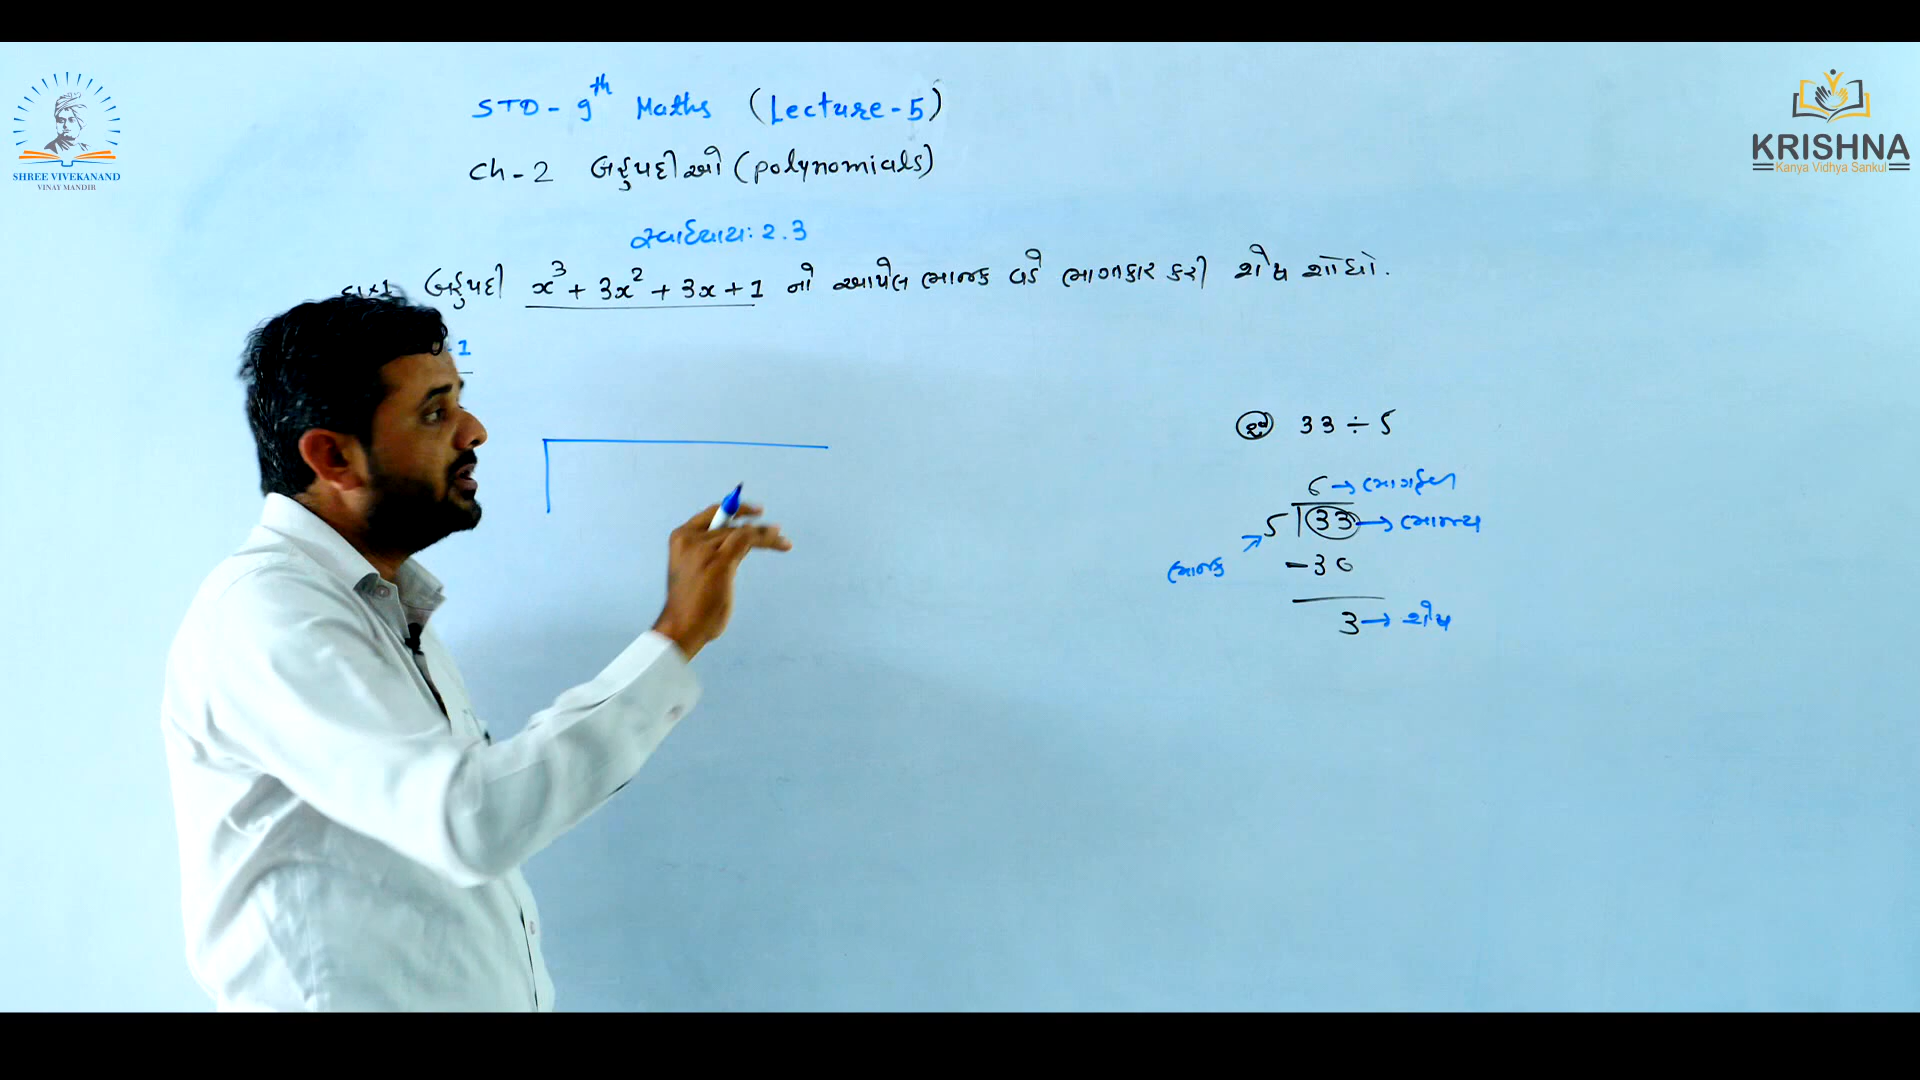 SHREE VIVEKANAND
VINAY MANDIR
KRISHNA
Kanya Vidhya Sankul
STD - 9th Maths (Lecture - 5)
Ch - 2 બહુપદીઓ (polynomials)
સ્વાધ્યાય: 2.3
બહુપદી x³ + 3x² + 3x + 1 નો આપેલ ભાજક વડે ભાગાકાર કરી શેષ શોધો.
1
33 ÷ 5
6 → ભાગફળ
5 33 → ભાજ્ય
ભાજક
- 30
3 → શેષ